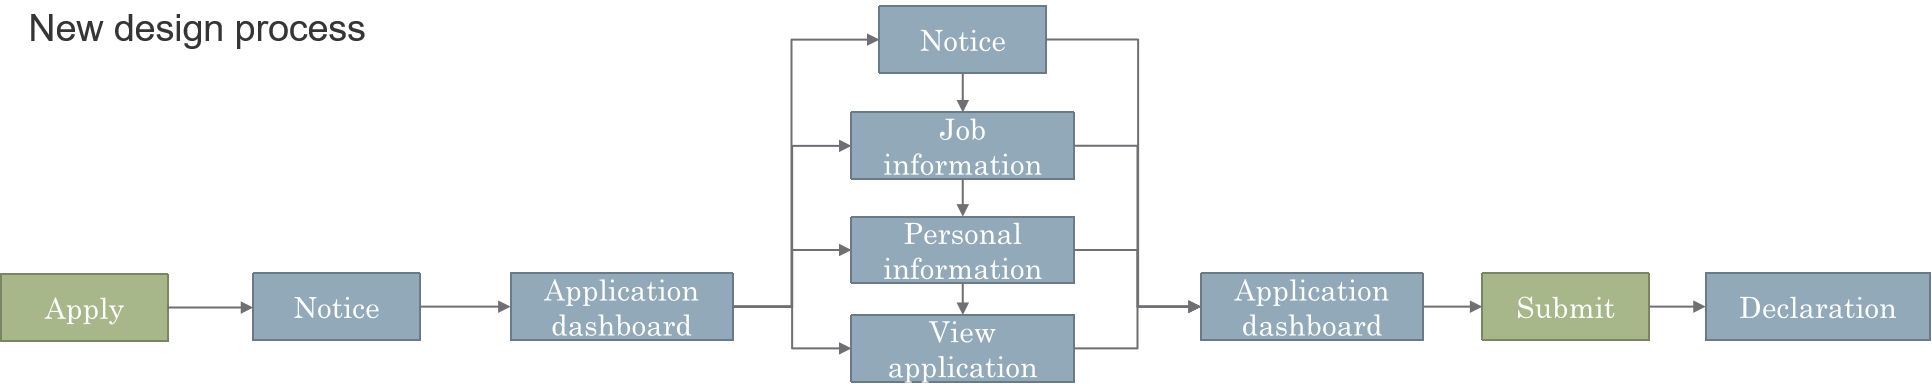 New design process
Notice
Job
information
Personal
information
View
application
Apply
Notice
Application
dashboard
Application
dashboard
Submit
Declaration